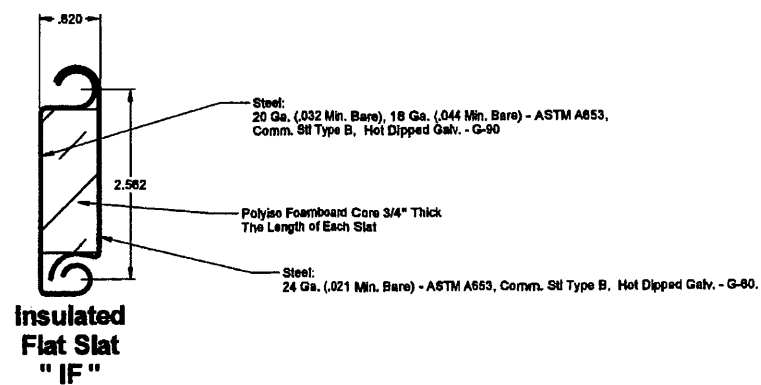 .820
Steel:
20 Ga. (.032 Min. Bare), 18 Ga. (.044 Min. Bare) - ASTM A653,
Comm. Stl Type B, Hot Dipped Galv. - G-90
2.562
Polyiso Foamboard Core 3/4" Thick
The Length of Each Slat
Steel:
24 Ga. (.021 Min. Bare) - ASTM A653, Comm. Stl Type B, Hot Dipped Galv. - G-60.
Insulated
Flat Slat
" IF "